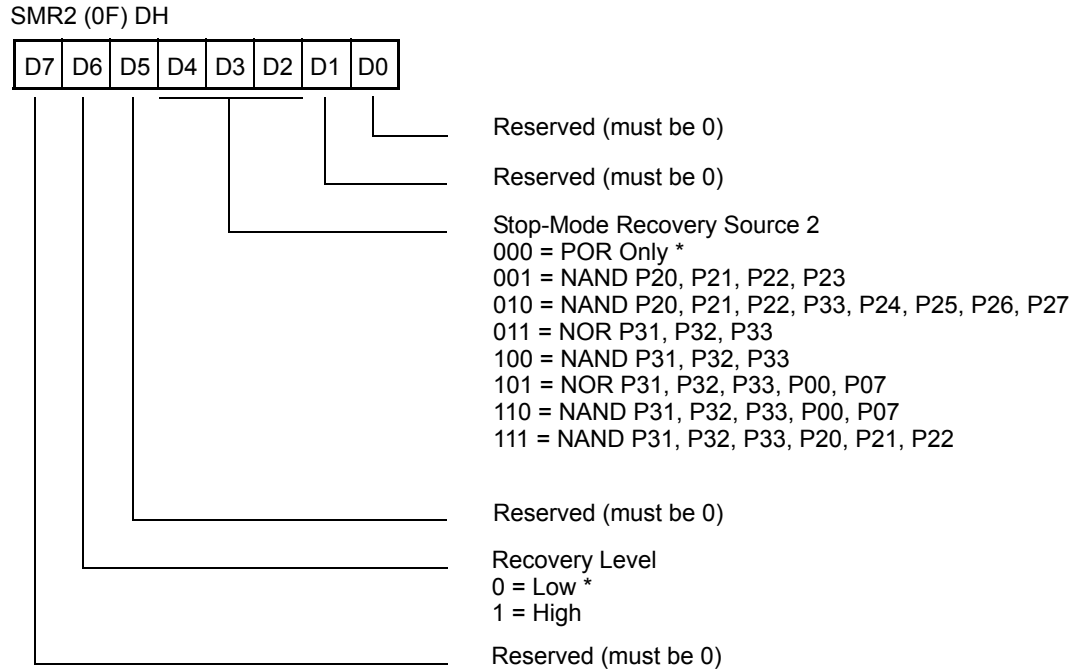 SMR2 (0F) DH
D7 D6 D5 D4 D3 D2 D1 D0
Reserved (must be 0)
Reserved (must be 0)
Stop-Mode Recovery Source 2
000 = POR Only *
001 = NAND P20, P21, P22, P23
010 = NAND P20, P21, P22, P33, P24, P25, P26, P27
011 = NOR P31, P32, P33
100 = NAND P31, P32, P33
101 = NOR P31, P32, P33, P00, P07
110 = NAND P31, P32, P33, P00, P07
111 = NAND P31, P32, P33, P20, P21, P22
Reserved (must be 0)
Recovery Level
0 = Low *
1 = High
Reserved (must be 0)